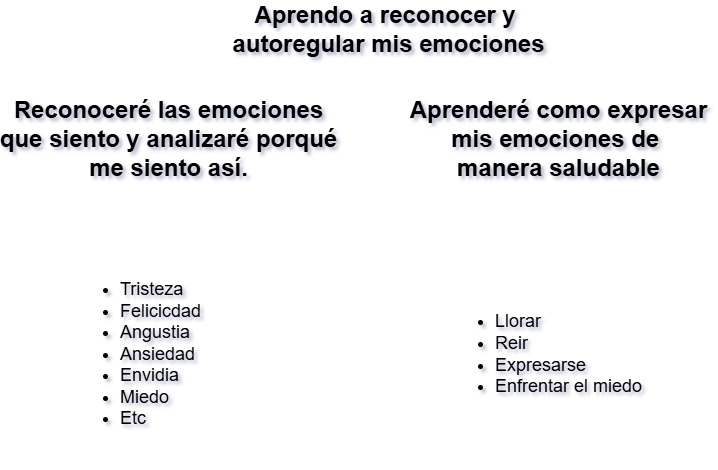 Aprendo a reconocer y
autoregular mis emociones
Reconoceré las emociones
que siento y analizaré porqué
me siento así.
Aprenderé como expresar
mis emociones de
manera saludable
Tristeza
Felicicdad
Angustia
Ansiedad
Envidia
Miedo
Etc
Llorar
Reir
Expresarse
Enfrentar el miedo